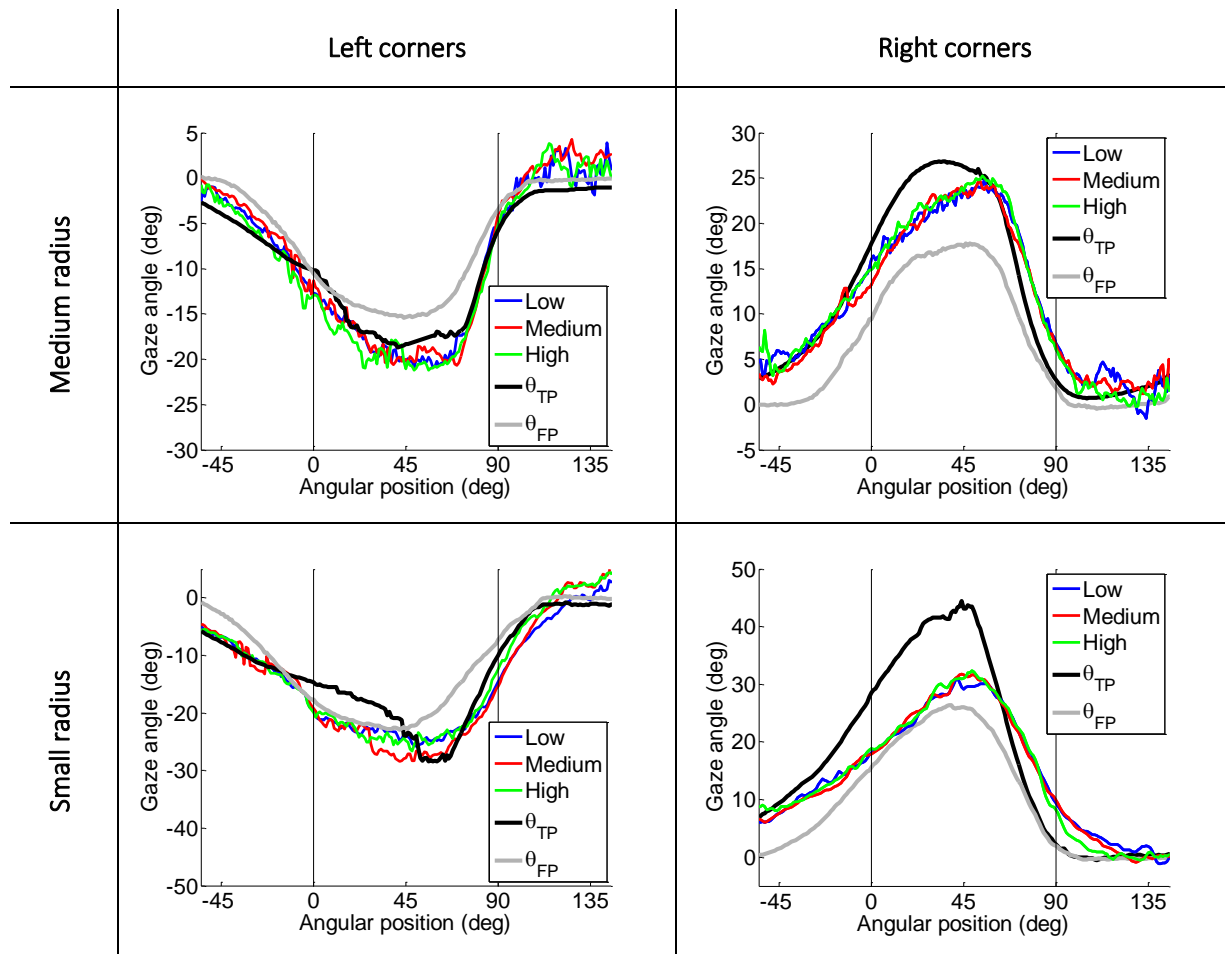 Left corners
Right corners
Medium radius
5
0
-5
-10
-15
-20
-25
-30
Gaze angle (deg)
-45
0
45
90
135
Angular position (deg)
Low
Medium
High
θTP
θFP
30
25
20
15
10
5
0
-5
Gaze angle (deg)
-45
0
45
90
135
Angular position (deg)
Low
Medium
High
θTP
θFP
Small radius
0
-10
-20
-30
-40
-50
Gaze angle (deg)
-45
0
45
90
135
Angular position (deg)
Low
Medium
High
θTP
θFP
50
40
30
20
10
0
Gaze angle (deg)
-45
0
45
90
135
Angular position (deg)
Low
Medium
High
θTP
θFP